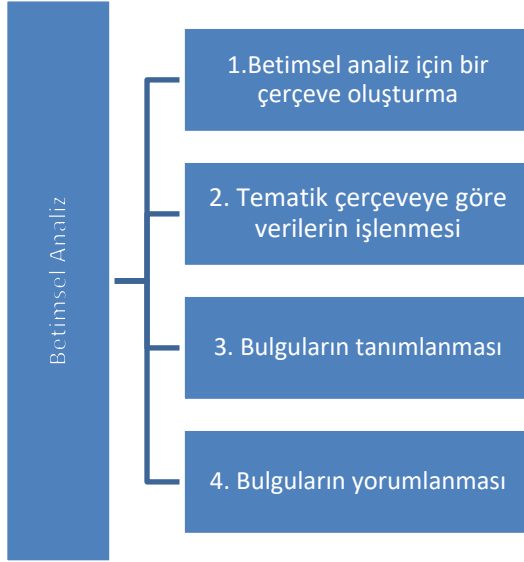 Betimsel Analiz
1.Betimsel analiz için bir
çerçeve oluşturma
2. Tematik çerçeveye göre
verilerin işlenmesi
3. Bulguların tanımlanması
4. Bulguların yorumlanması